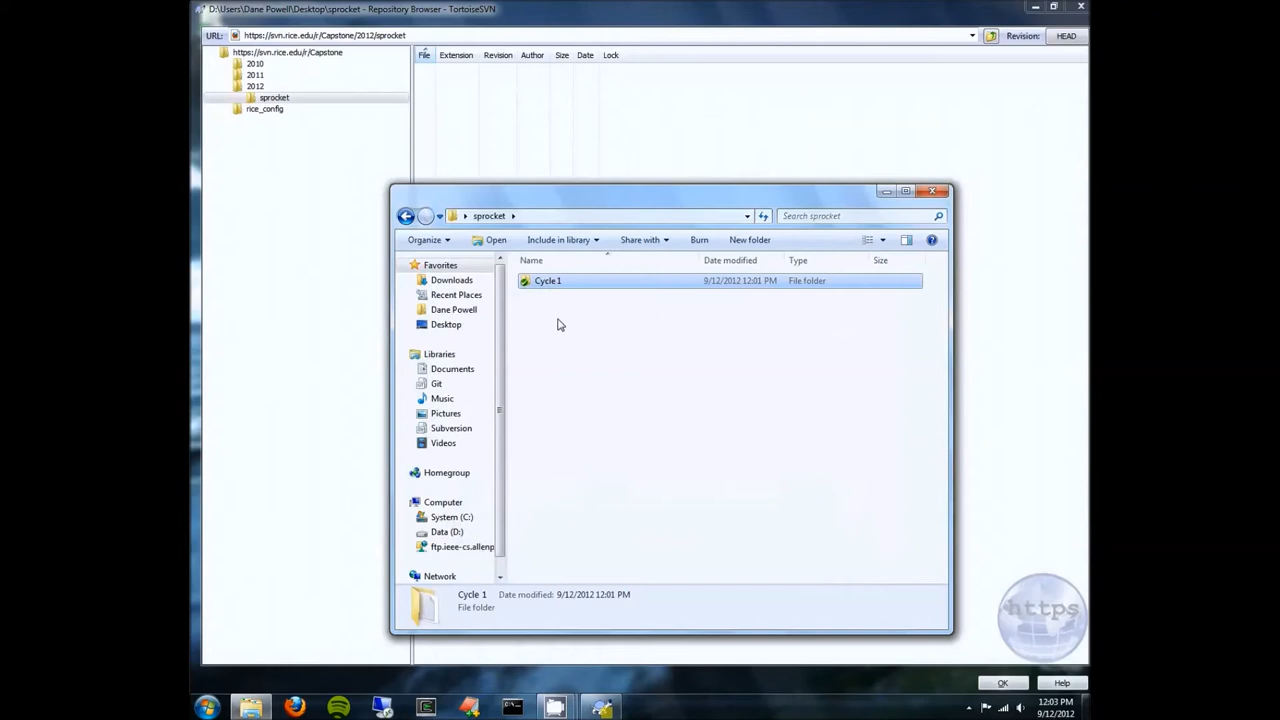 D:\Users\Dane Powell\Desktop\sprocket - Repository Browser - TortoiseSVN
URL: https://svn.rice.edu/r/Capstone/2012/sprocket Revision: HEAD
https://svn.rice.edu/r/Capstone
2010
2011
2012
sprocket
rice_config
File Extension Revision Size Author Date Lock
sprocket
Search sprocket
Organize Open Include in library Share with Burn New folder
Favorites
Downloads
Recent Places
Dane Powell
Desktop
Libraries
Documents
Git
Music
Pictures
Subversion
Videos
Homegroup
Computer
System (C:)
Data (D:)
ftp.ieee-cs.allenp
Network
Name Date modified Type Size
Cycle 1 9/12/2012 12:01 PM File folder
Cycle 1 Date modified: 9/12/2012 12:01 PM
File folder
https
OK Help
12:03 PM
9/12/2012